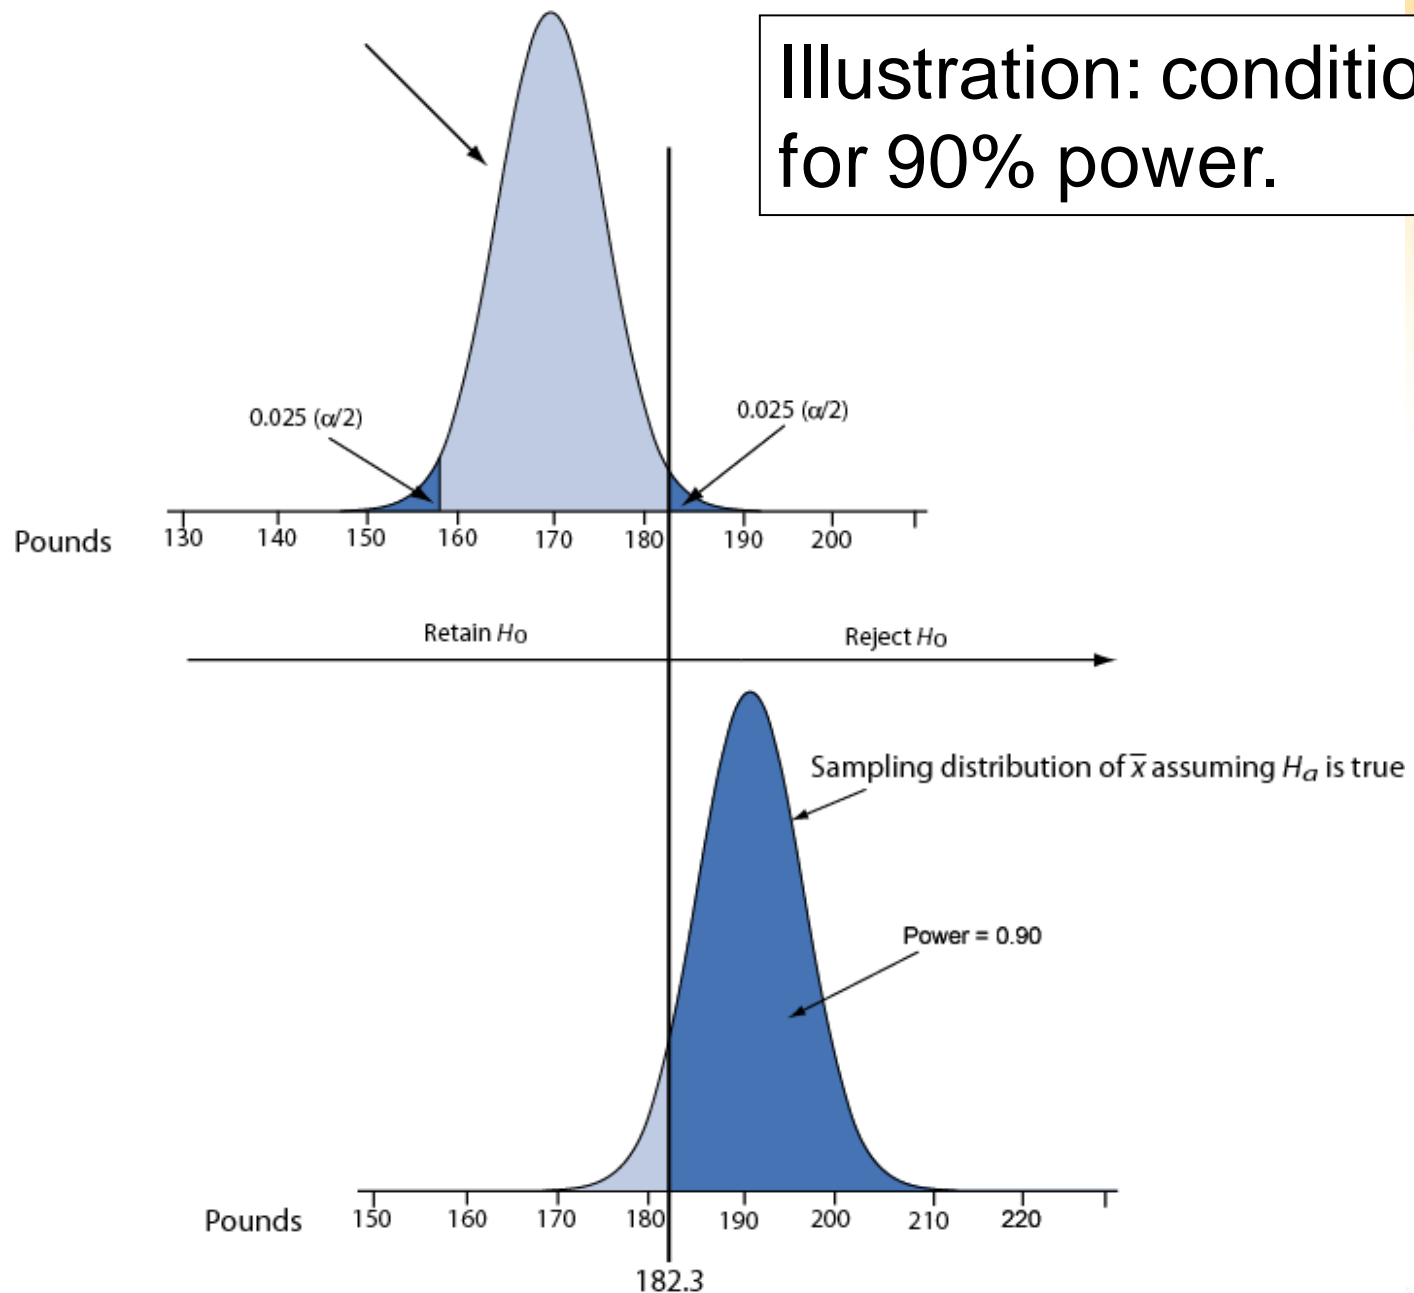 Illustration: conditio
for 90% power.
0.025 (α/2)
0.025 (α/2)
Pounds
130 140 150 160 170 180 190 200
Retain H0
Reject H0
Sampling distribution of x̅ assuming Ha is true
Power = 0.90
Pounds
150 160 170 180 190 200 210 220
182.3